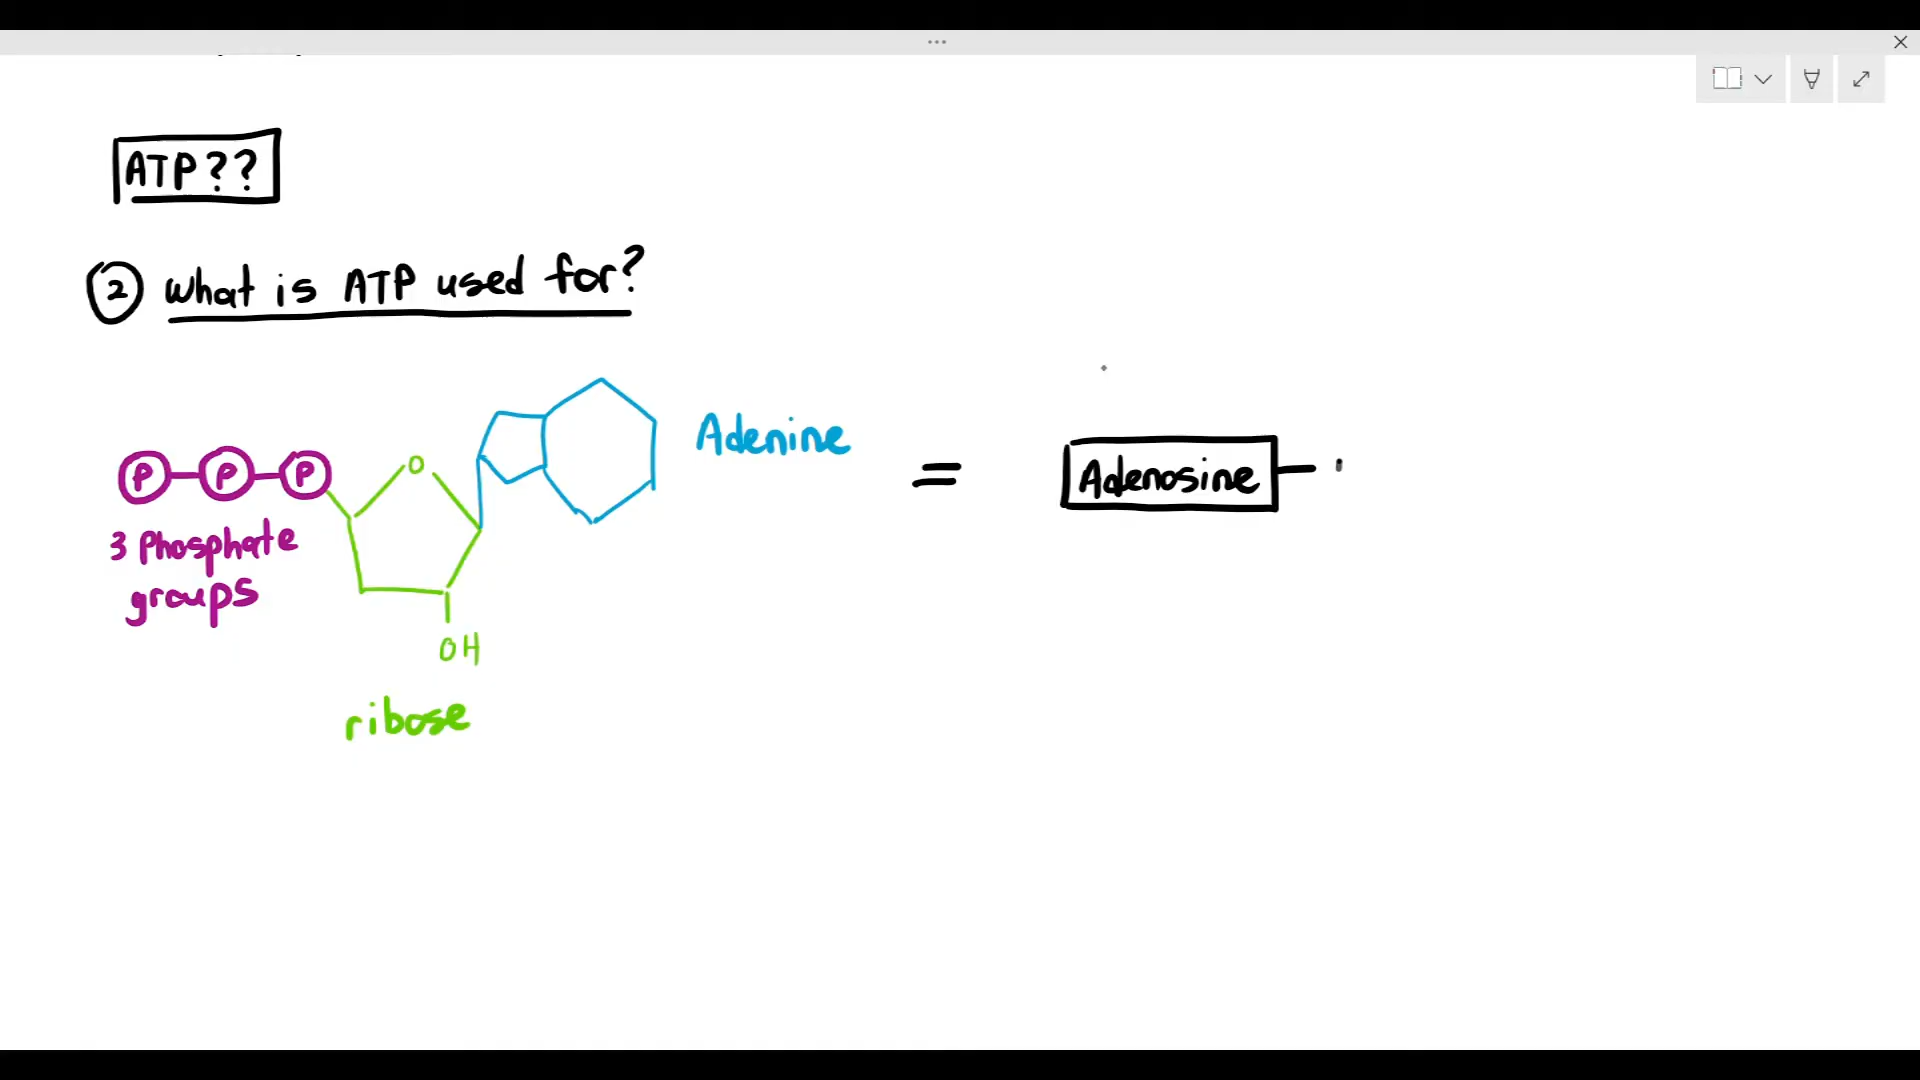 ATP??
② What is ATP used for?
Adenine
P-P-P
O
= Adenosine -
3 Phosphate
groups
OH
ribose